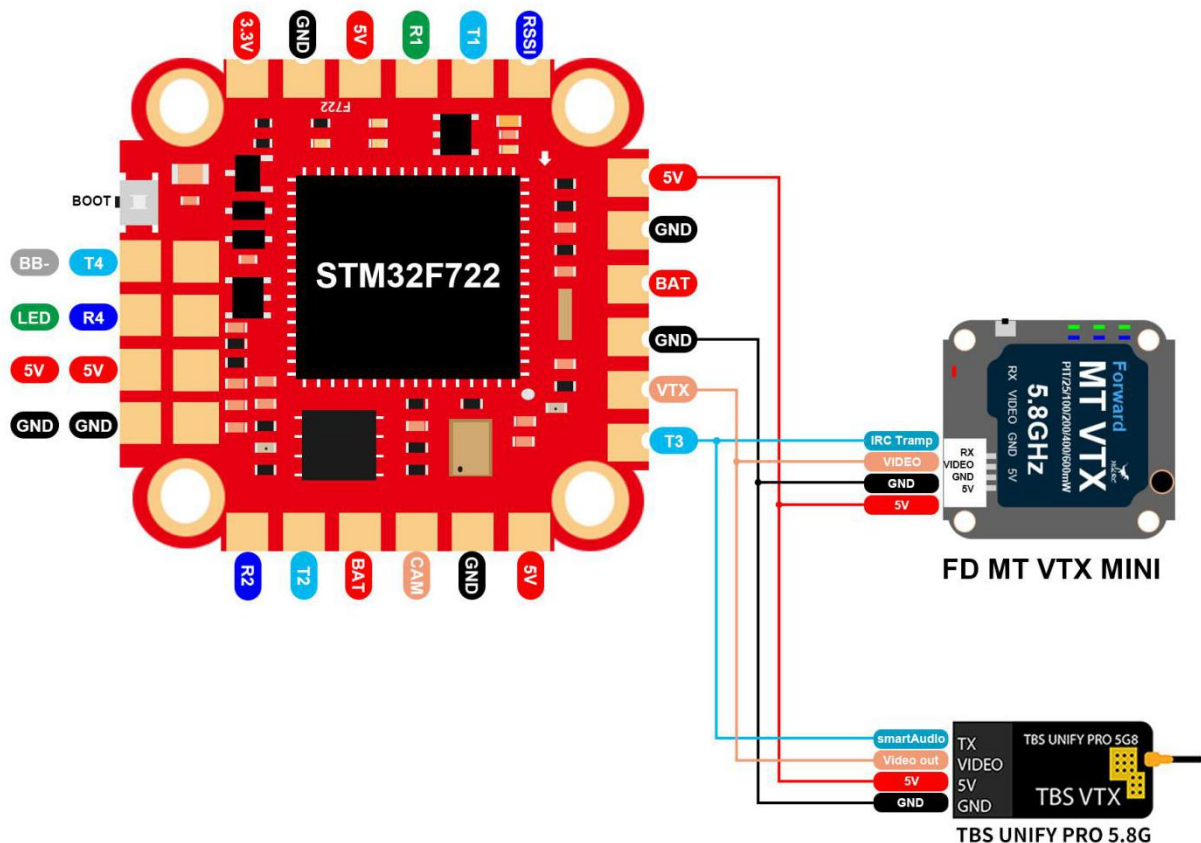 3.3V
GND
5V
R1
T1
RSSI
F722
BOOT
BB-
T4
LED
R4
5V
5V
GND
GND
STM32F722
5V
GND
BAT
GND
VTX
T3
R2
T2
BAT
CAM
GND
5V
IRC Tramp
VIDEO
GND
5V
RX
VIDEO
GND
5V
RX VIDEO GND 5V
5.8GHz
PIT/25/100/200/400/600mW
MT VTX
Forward
FD MT VTX MINI
smartAudio
Video out
5V
GND
TX
VIDEO
5V
GND
TBS UNIFY PRO 5G8
TBS VTX
TBS UNIFY PRO 5.8G